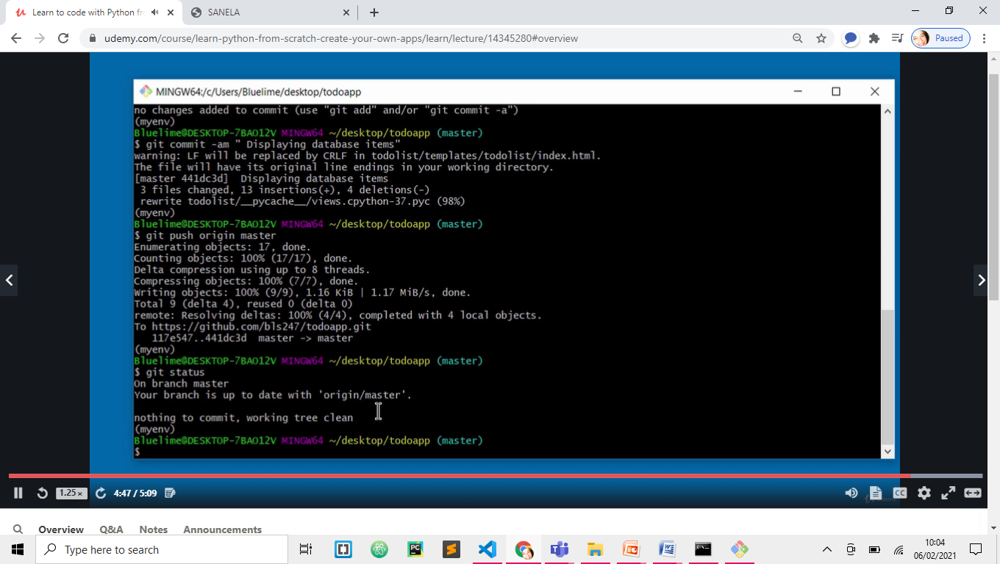 Learn to code with Python fr
SANELA
udemy.com/course/learn-python-from-scratch-create-your-own-apps/learn/lecture/14345280#overview
Paused
MINGW64:/c/Users/Bluelime/desktop/todoapp
no changes added to commit (use "git add" and/or "git commit -a")
(myenv)
Bluelime@DESKTOP-7BAO12V MINGW64 ~/desktop/todoapp (master)
$ git commit -am " Displaying database items"
warning: LF will be replaced by CRLF in todolist/templates/todolist/index.html.
The file will have its original line endings in your working directory.
[master 441dc3d]  Displaying database items
 3 files changed, 13 insertions(+), 4 deletions(-)
 rewrite todolist/__pycache__/views.cpython-37.pyc (98%)
(myenv)
Bluelime@DESKTOP-7BAO12V MINGW64 ~/desktop/todoapp (master)
$ git push origin master
Enumerating objects: 17, done.
Counting objects: 100% (17/17), done.
Delta compression using up to 8 threads.
Compressing objects: 100% (7/7), done.
Writing objects: 100% (9/9), 1.16 KiB | 1.17 MiB/s, done.
Total 9 (delta 4), reused 0 (delta 0)
remote: Resolving deltas: 100% (4/4), completed with 4 local objects.
To https://github.com/bls247/todoapp.git
   117e547..441dc3d  master -> master
(myenv)
Bluelime@DESKTOP-7BAO12V MINGW64 ~/desktop/todoapp (master)
$ git status
On branch master
Your branch is up to date with 'origin/master'.
nothing to commit, working tree clean
(myenv)
Bluelime@DESKTOP-7BAO12V MINGW64 ~/desktop/todoapp (master)
$
1.25x 4:47 / 5:09 CC
Overview Q&A Notes Announcements
Type here to search
PC
10:04
06/02/2021